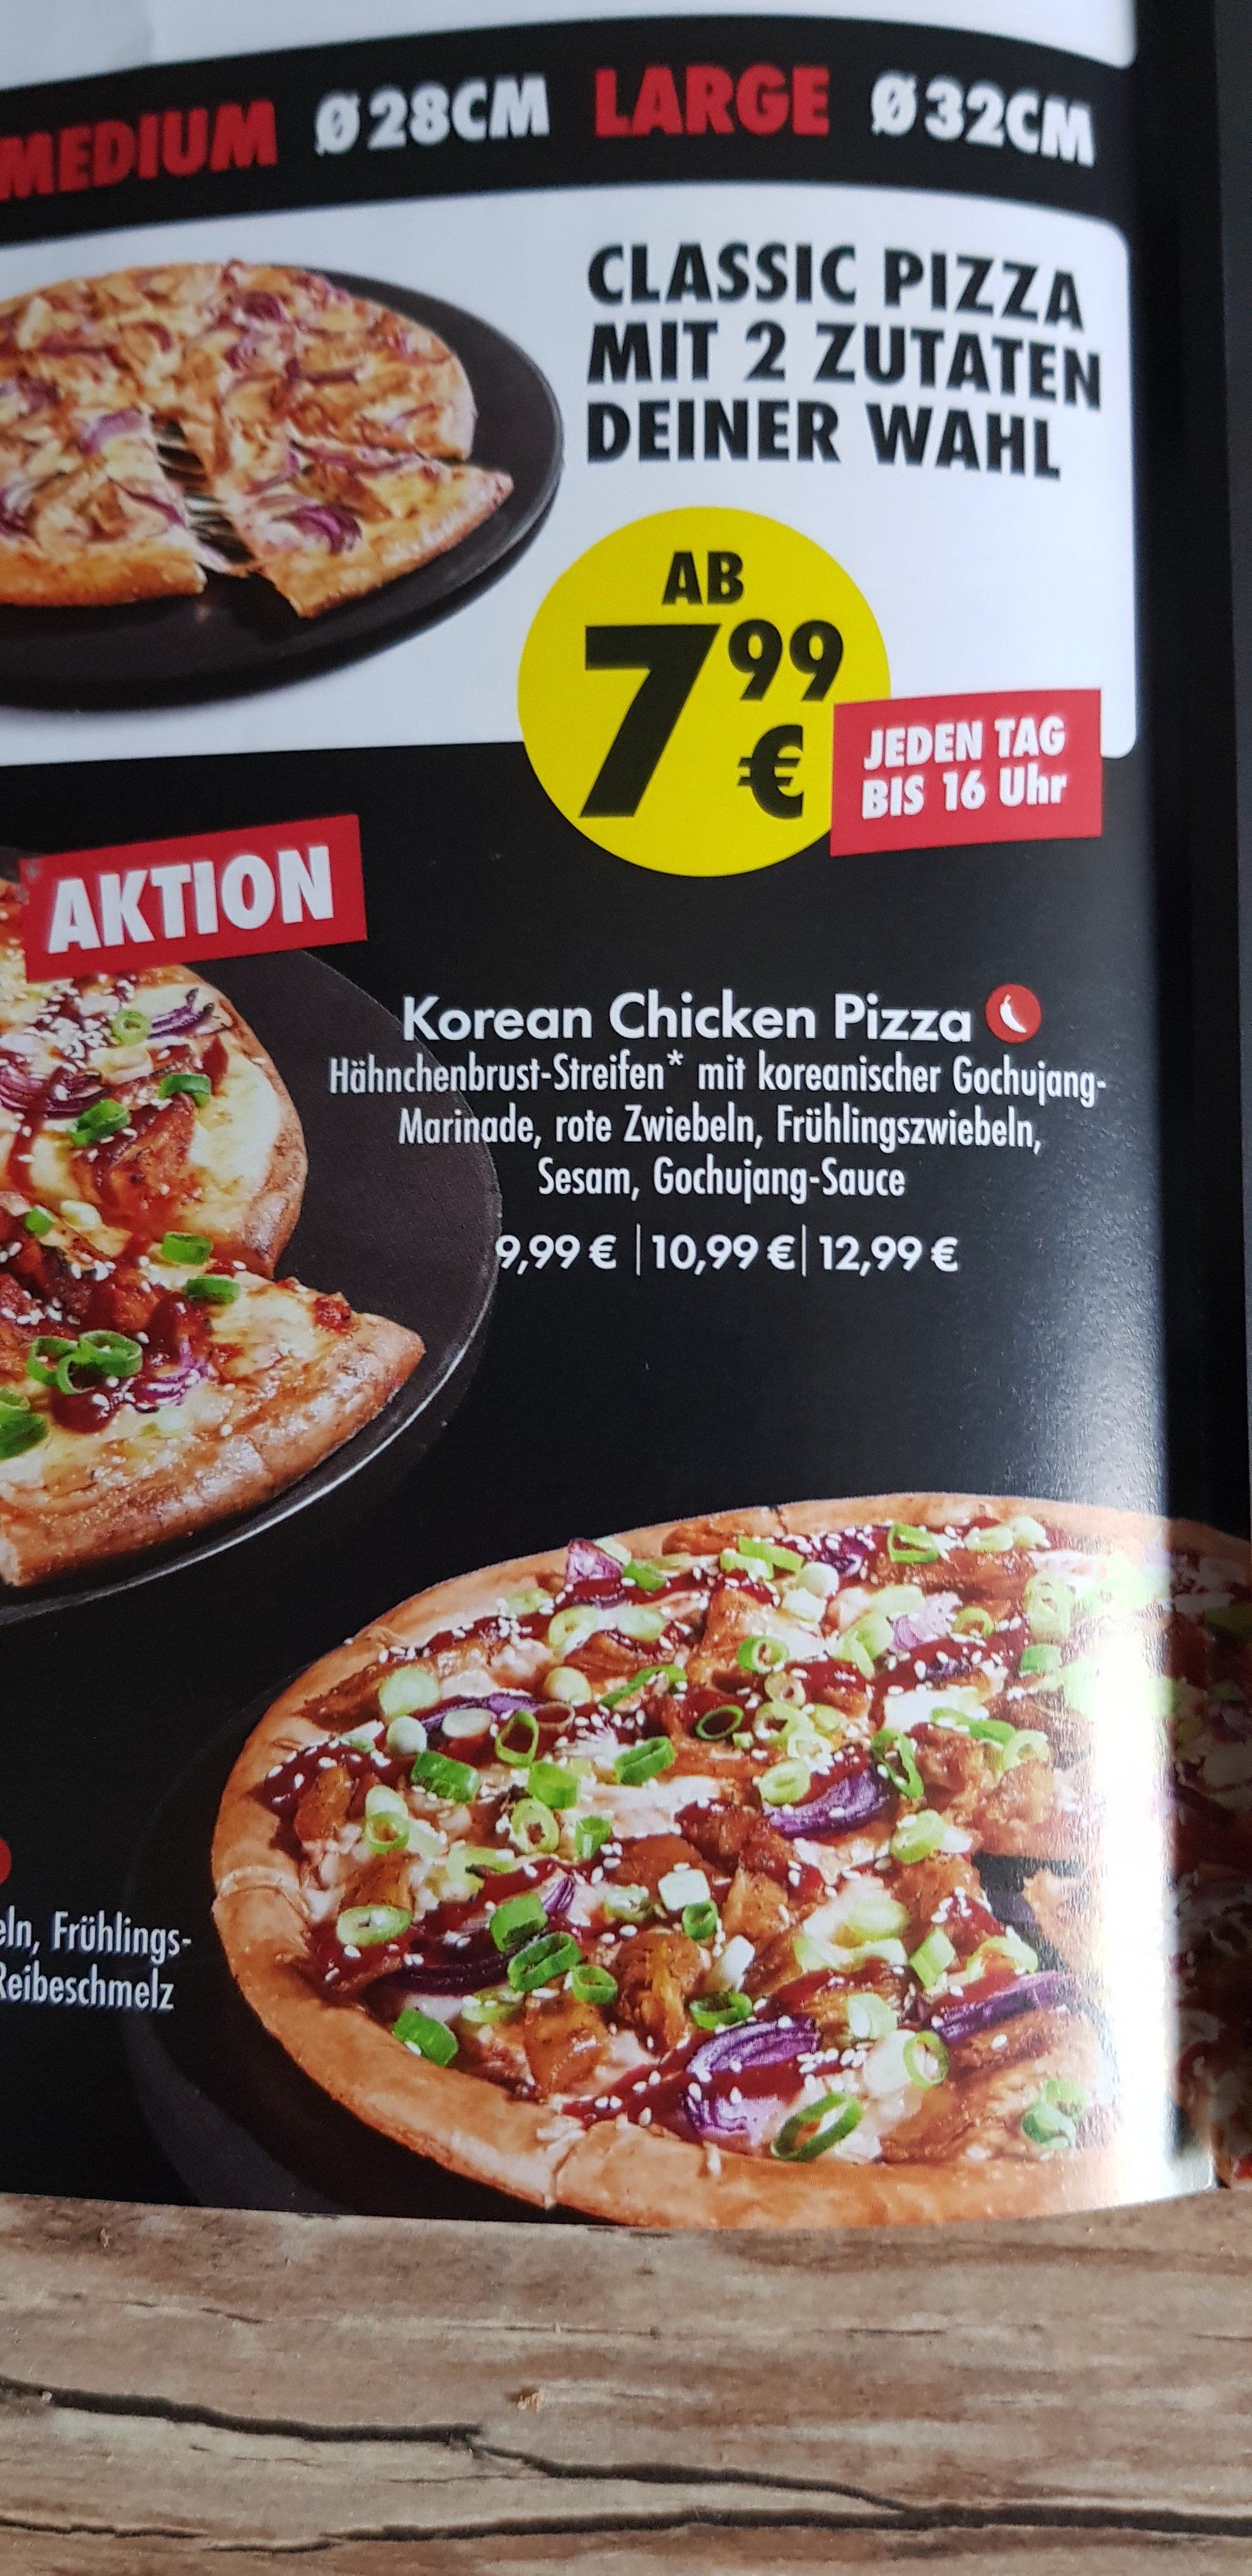 MEDIUM Ø28CM LARGE Ø32CM
CLASSIC PIZZA
MIT 2 ZUTATEN
DEINER WAHL
AB
7⁹⁹
€
JEDEN TAG
BIS 16 Uhr
AKTION
Korean Chicken Pizza
Hähnchenbrust-Streifen* mit koreanischer Gochujang-
Marinade, rote Zwiebeln, Frühlingszwiebeln,
Sesam, Gochujang-Sauce
9,99 € | 10,99 € | 12,99 €
eln, Frühlings-
Reibeschmelz